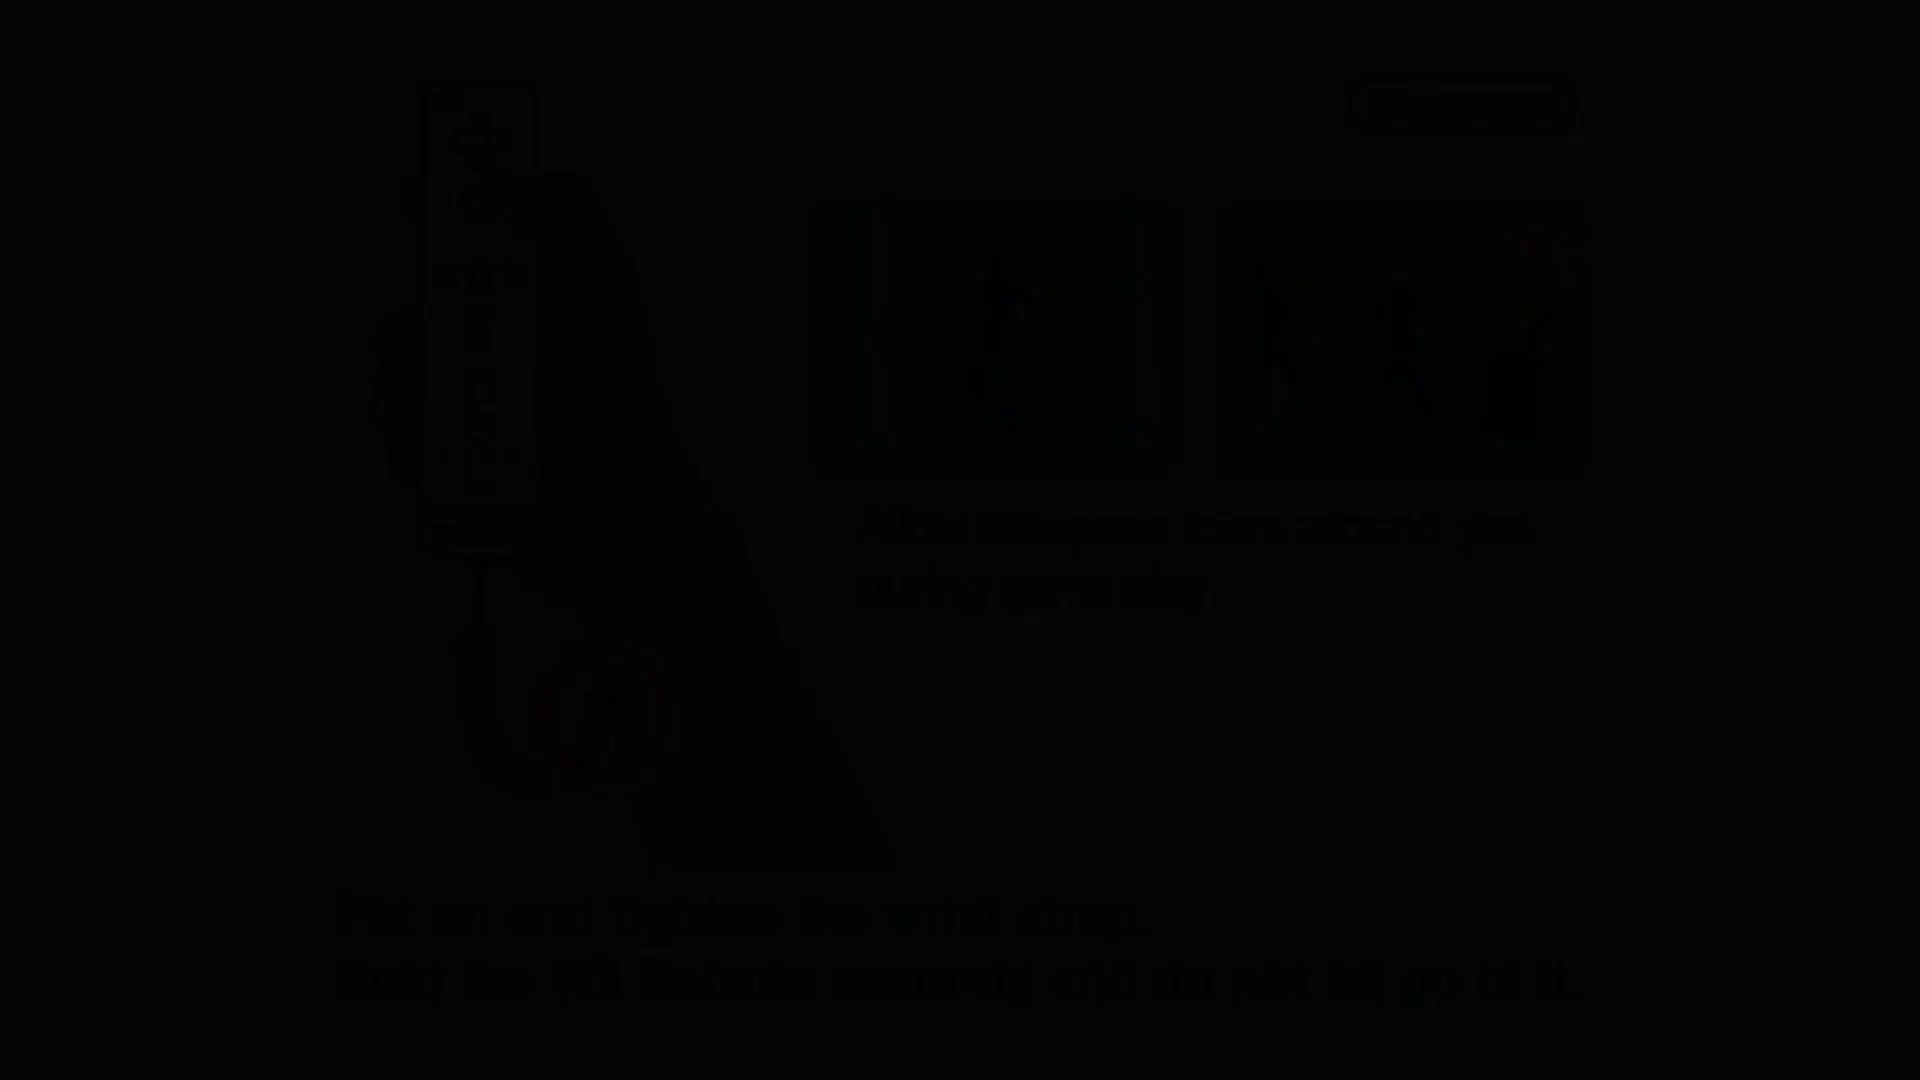 Allow adequate room around you
during game play.
Put on and tighten the wrist strap.
Hold the Wii Remote securely and do not let go of it.